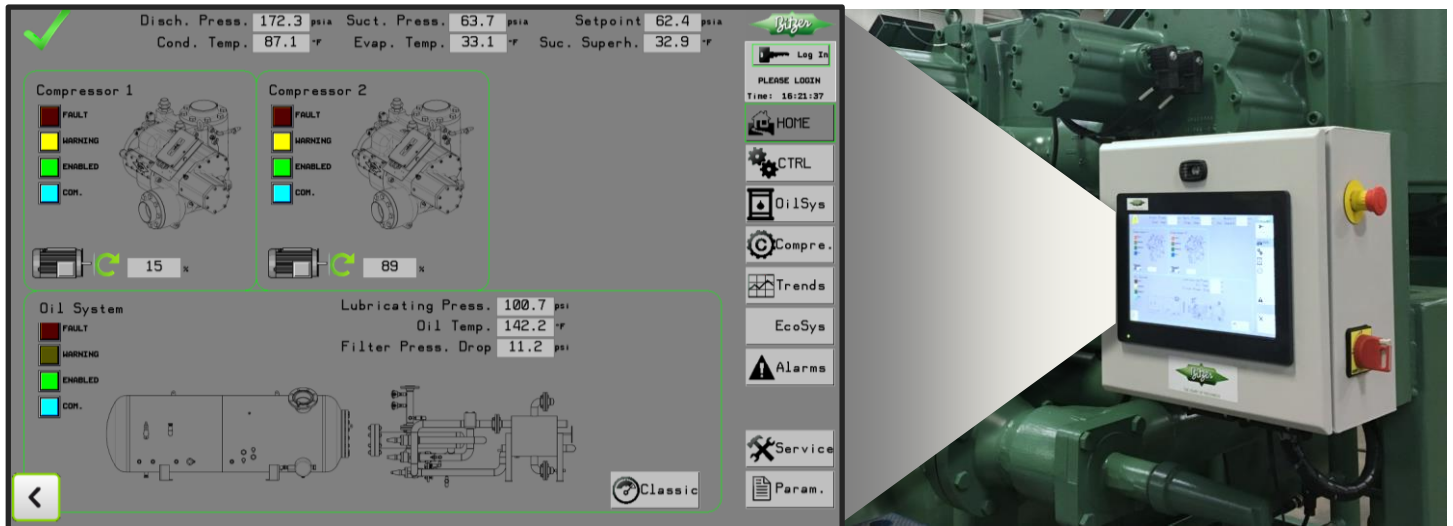 Disch. Press. 172.3 psia Suct. Press. 63.7 psia Setpoint 62.4 psia
Cond. Temp. 87.1 °F Evap. Temp. 33.1 °F Suc. Superh. 32.9 °F
Bitzer
Log In
PLEASE LOGIN
Time: 16:21:37
HOME
CTRL
OilSys
Compre.
Trends
EcoSys
Alarms
Service
Param.
Compressor 1
FAULT
WARNING
ENABLED
COM.
15 %
Compressor 2
FAULT
WARNING
ENABLED
COM.
89 %
Oil System
FAULT
WARNING
ENABLED
COM.
Lubricating Press. 100.7 psi
Oil Temp. 142.2 °F
Filter Press. Drop 11.2 psi
Classic
Bitzer